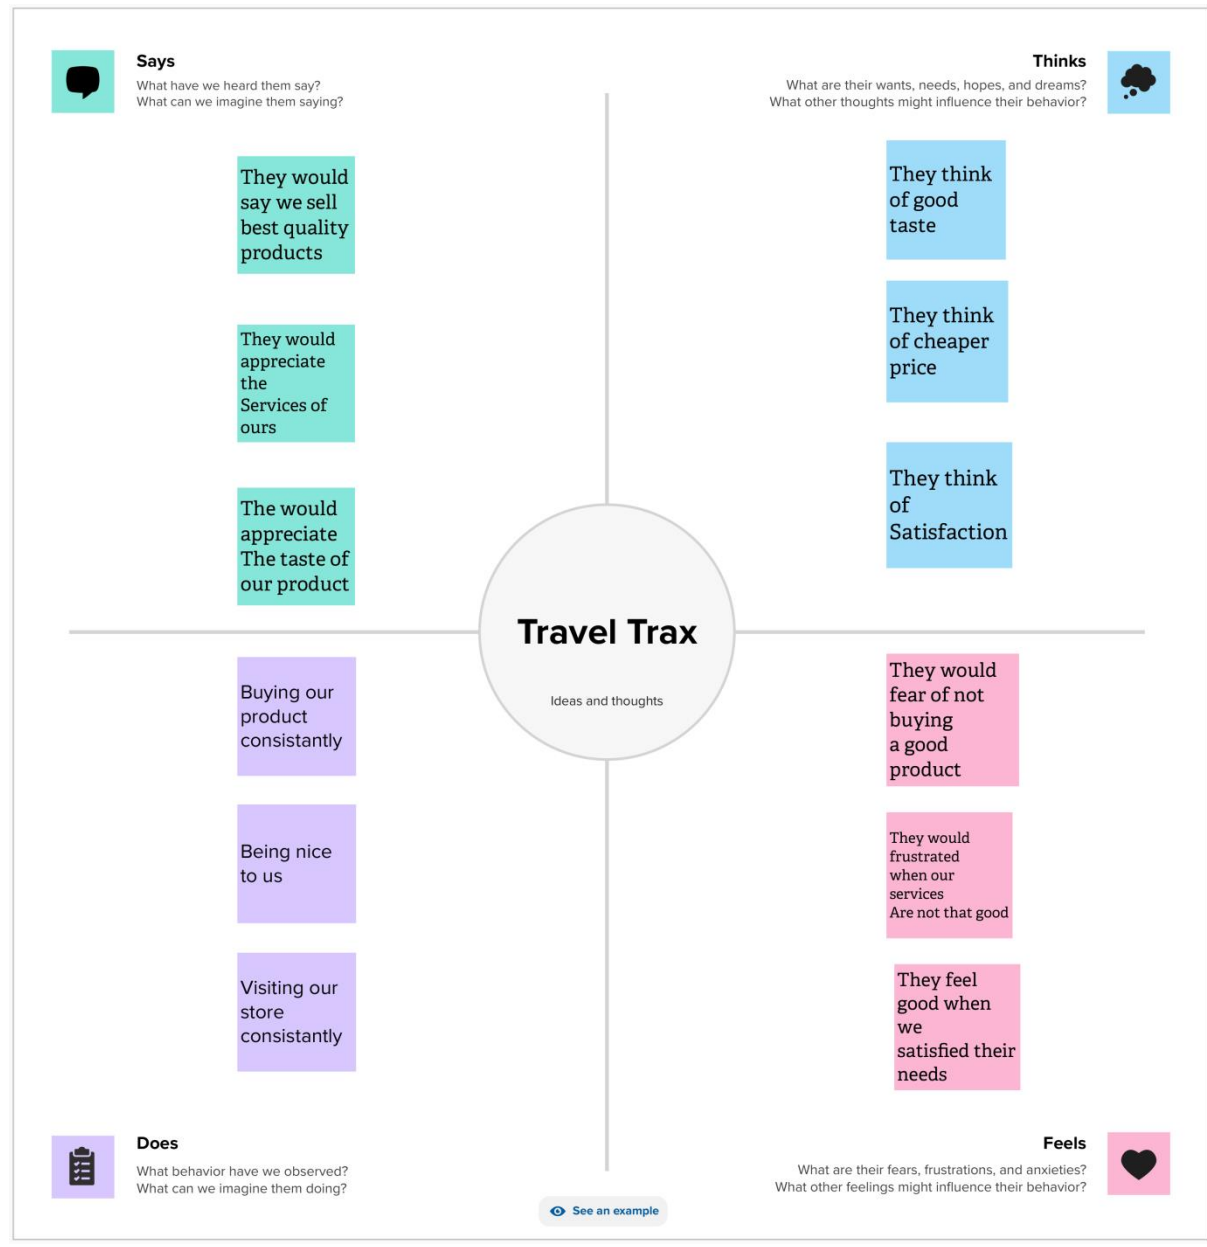 Says
What have we heard them say?
What can we imagine them saying?
They would
say we sell
best quality
products
They would
appreciate
the
Services of
ours
The would
appreciate
The taste of
our product
Thinks
What are their wants, needs, hopes, and dreams?
What other thoughts might influence their behavior?
They think
of good
taste
They think
of cheaper
price
They think
of
Satisfaction
Travel Trax
Ideas and thoughts
Buying our
product
consistantly
Being nice
to us
Visiting our
store
consistantly
Does
What behavior have we observed?
What can we imagine them doing?
They would
fear of not
buying
a good
product
They would
frustrated
when our
services
Are not that good
They feel
good when
we
satisfied their
needs
Feels
What are their fears, frustrations, and anxieties?
What other feelings might influence their behavior?
See an example